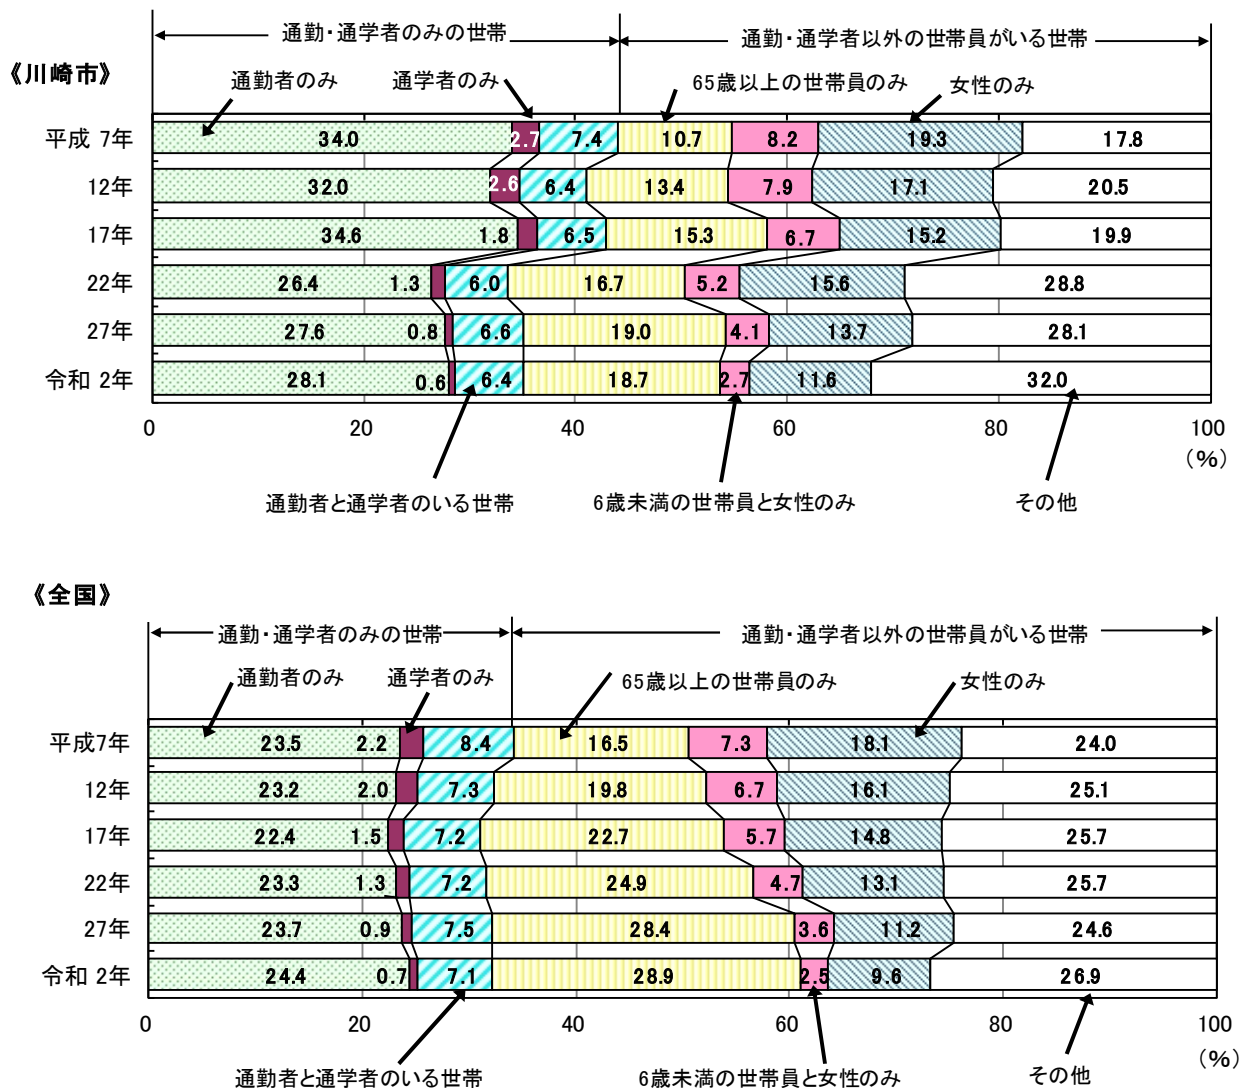 通勤・通学者のみの世帯 通勤・通学者以外の世帯員がいる世帯
《川崎市》
通勤者のみ 通学者のみ 65歳以上の世帯員のみ 女性のみ
平成 7年 34.0 2.7 7.4 10.7 8.2 19.3 17.8
12年 32.0 2.6 6.4 13.4 7.9 17.1 20.5
17年 34.6 1.8 6.5 15.3 6.7 15.2 19.9
22年 26.4 1.3 6.0 16.7 5.2 15.6 28.8
27年 27.6 0.8 6.6 19.0 4.1 13.7 28.1
令和 2年 28.1 0.6 6.4 18.7 2.7 11.6 32.0
0 20 40 60 80 100
(%)
通勤者と通学者のいる世帯 6歳未満の世帯員と女性のみ その他
《全国》
通勤・通学者のみの世帯 通勤・通学者以外の世帯員がいる世帯
通勤者のみ 通学者のみ 65歳以上の世帯員のみ 女性のみ
平成7年 23.5 2.2 8.4 16.5 7.3 18.1 24.0
12年 23.2 2.0 7.3 19.8 6.7 16.1 25.1
17年 22.4 1.5 7.2 22.7 5.7 14.8 25.7
22年 23.3 1.3 7.2 24.9 4.7 13.1 25.7
27年 23.7 0.9 7.5 28.4 3.6 11.2 24.6
令和 2年 24.4 0.7 7.1 28.9 2.5 9.6 26.9
0 20 40 60 80 100
(%)
通勤者と通学者のいる世帯 6歳未満の世帯員と女性のみ その他